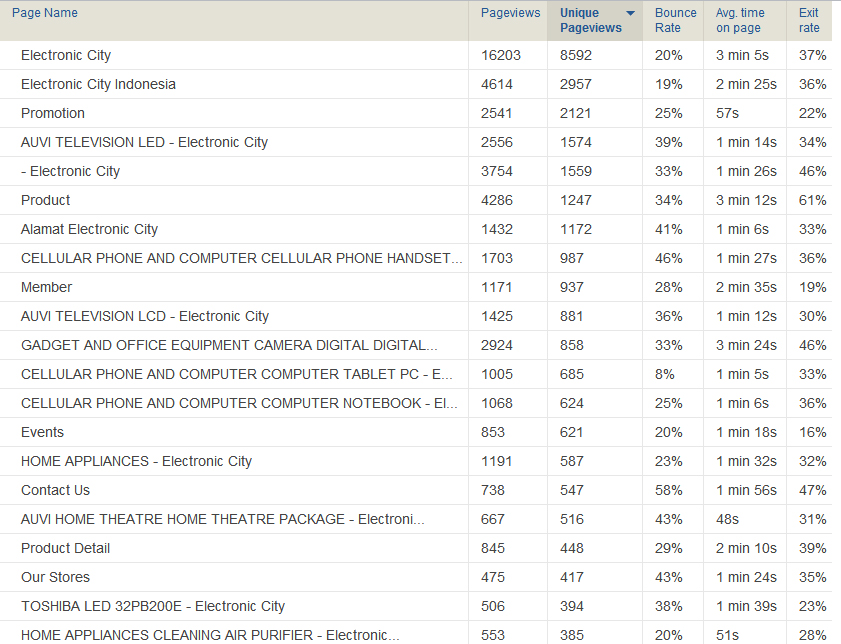 Page Name Pageviews Unique Pageviews Bounce Rate Avg. time on page Exit rate
Electronic City 16203 8592 20% 3 min 5s 37%
Electronic City Indonesia 4614 2957 19% 2 min 25s 36%
Promotion 2541 2121 25% 57s 22%
AUVI TELEVISION LED - Electronic City 2556 1574 39% 1 min 14s 34%
- Electronic City 3754 1559 33% 1 min 26s 46%
Product 4286 1247 34% 3 min 12s 61%
Alamat Electronic City 1432 1172 41% 1 min 6s 33%
CELLULAR PHONE AND COMPUTER CELLULAR PHONE HANDSET... 1703 987 46% 1 min 27s 36%
Member 1171 937 28% 2 min 35s 19%
AUVI TELEVISION LCD - Electronic City 1425 881 36% 1 min 12s 30%
GADGET AND OFFICE EQUIPMENT CAMERA DIGITAL DIGITAL... 2924 858 33% 3 min 24s 46%
CELLULAR PHONE AND COMPUTER COMPUTER TABLET PC - E... 1005 685 8% 1 min 5s 33%
CELLULAR PHONE AND COMPUTER COMPUTER NOTEBOOK - El... 1068 624 25% 1 min 6s 36%
Events 853 621 20% 1 min 18s 16%
HOME APPLIANCES - Electronic City 1191 587 23% 1 min 32s 32%
Contact Us 738 547 58% 1 min 56s 47%
AUVI HOME THEATRE HOME THEATRE PACKAGE - Electroni... 667 516 43% 48s 31%
Product Detail 845 448 29% 2 min 10s 39%
Our Stores 475 417 43% 1 min 24s 35%
TOSHIBA LED 32PB200E - Electronic City 506 394 38% 1 min 39s 23%
HOME APPLIANCES CLEANING AIR PURIFIER - Electronic... 553 385 20% 51s 28%